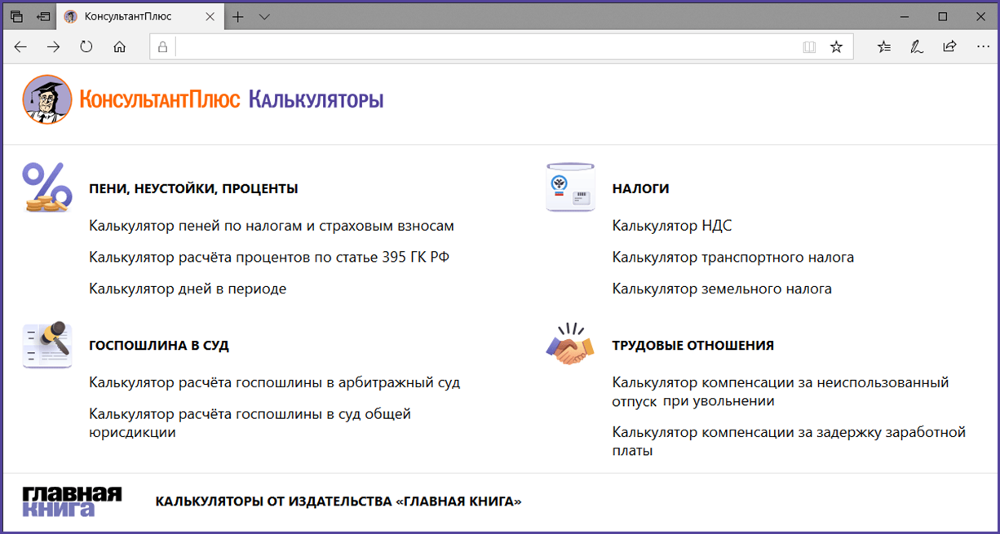 КонсультантПлюс
КонсультантПлюс Калькуляторы
ПЕНИ, НЕУСТОЙКИ, ПРОЦЕНТЫ
Калькулятор пеней по налогам и страховым взносам
Калькулятор расчёта процентов по статье 395 ГК РФ
Калькулятор дней в периоде
НАЛОГИ
Калькулятор НДС
Калькулятор транспортного налога
Калькулятор земельного налога
ГОСПОШЛИНА В СУД
Калькулятор расчёта госпошлины в арбитражный суд
Калькулятор расчёта госпошлины в суд общей
юрисдикции
ТРУДОВЫЕ ОТНОШЕНИЯ
Калькулятор компенсации за неиспользованный
отпуск при увольнении
Калькулятор компенсации за задержку заработной
платы
главная
книга
КАЛЬКУЛЯТОРЫ ОТ ИЗДАТЕЛЬСТВА «ГЛАВНАЯ КНИГА»